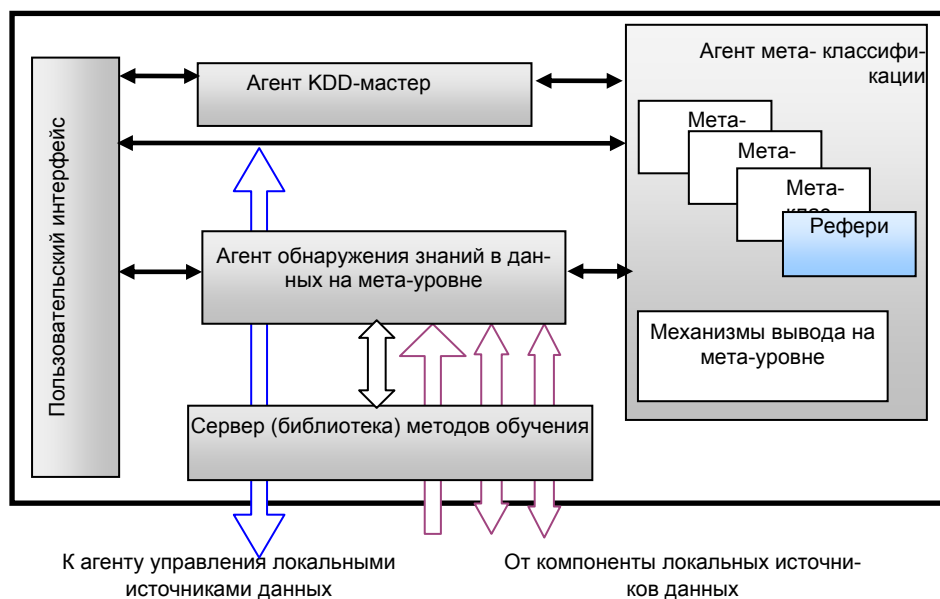 Агент мета- классифи-
кации
Агент KDD-мастер
Пользовательский интерфейс
Мета-
Мета-
Мета-
Рефери
Агент обнаружения знаний в дан-
ных на мета-уровне
Механизмы вывода на
мета-уровне
Сервер (библиотека) методов обучения
К агенту управления локальными
источниками данных
От компоненты локальных источни-
ков данных